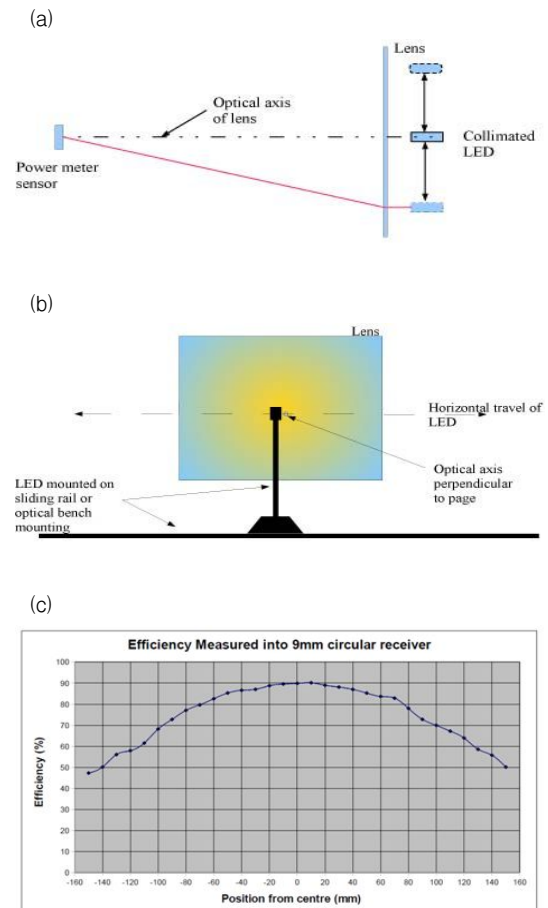 (a)
Lens
Optical axis
of lens
Collimated
LED
Power meter
sensor
(b)
Lens
Horizontal travel of
LED
LED mounted on
sliding rail or
optical bench
mounting
Optical axis
perpendicular
to page
(c)
Efficiency Measured into 9mm circular receiver
Efficiency (%)
100
90
80
70
60
50
40
30
20
10
0
-160 -140 -120 -100 -80 -60 -40 -20 0 20 40 60 80 100 120 140 160
Position from centre (mm)